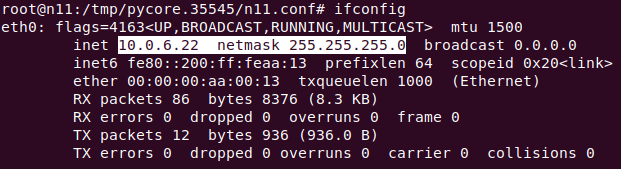 root@n11:/tmp/pycore.35545/n11.conf# ifconfig
eth0: flags=4163<UP,BROADCAST,RUNNING,MULTICAST>  mtu 1500
        inet 10.0.6.22  netmask 255.255.255.0  broadcast 0.0.0.0
        inet6 fe80::200:ff:feaa:13  prefixlen 64  scopeid 0x20<link>
        ether 00:00:00:aa:00:13  txqueuelen 1000  (Ethernet)
        RX packets 86  bytes 8376 (8.3 KB)
        RX errors 0  dropped 0  overruns 0  frame 0
        TX packets 12  bytes 936 (936.0 B)
        TX errors 0  dropped 0 overruns 0  carrier 0  collisions 0